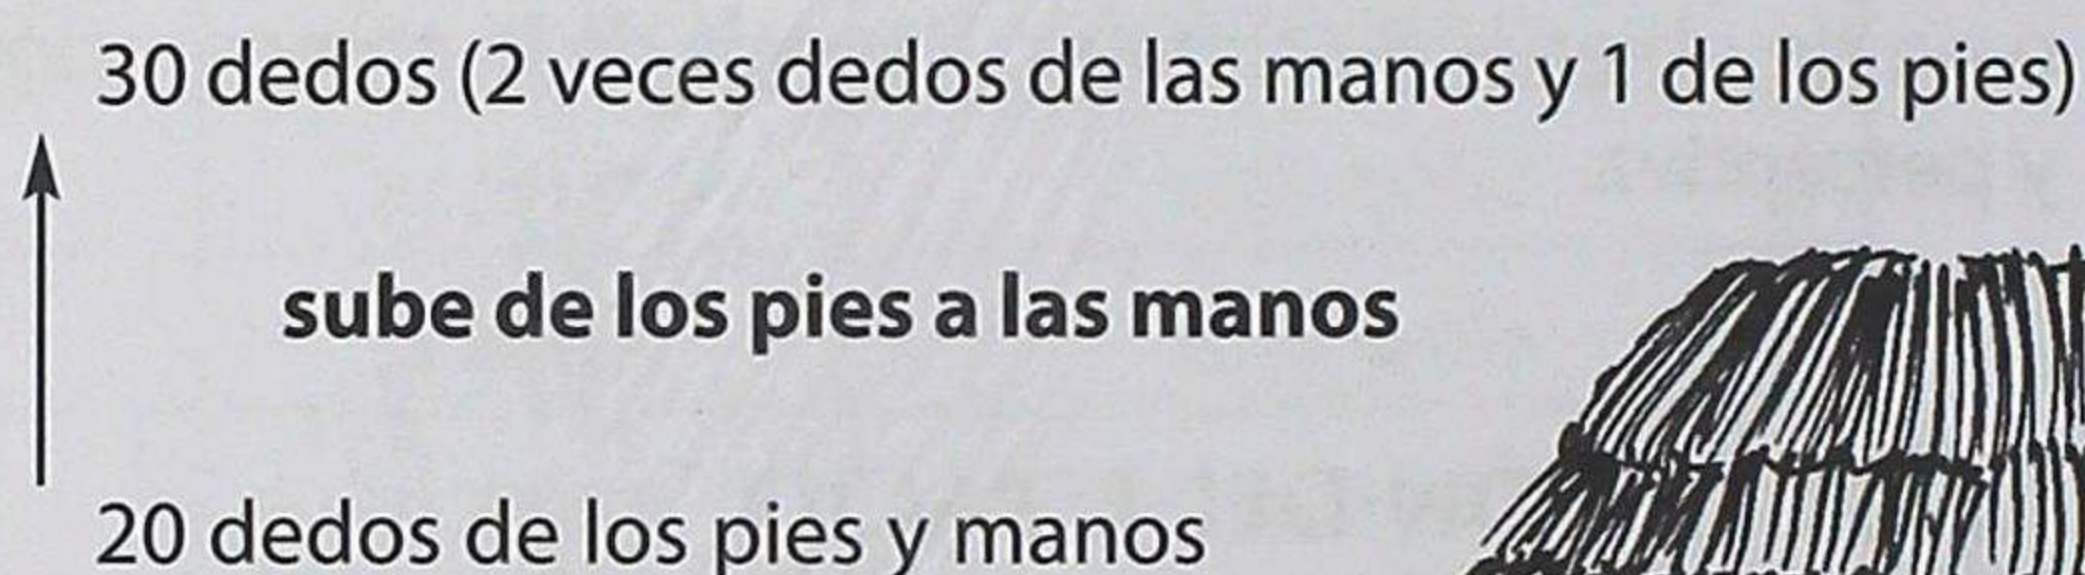 30 dedos (2 veces dedos de las manos y 1 de los pies)
sube de los pies a las manos
20 dedos de los pies y manos